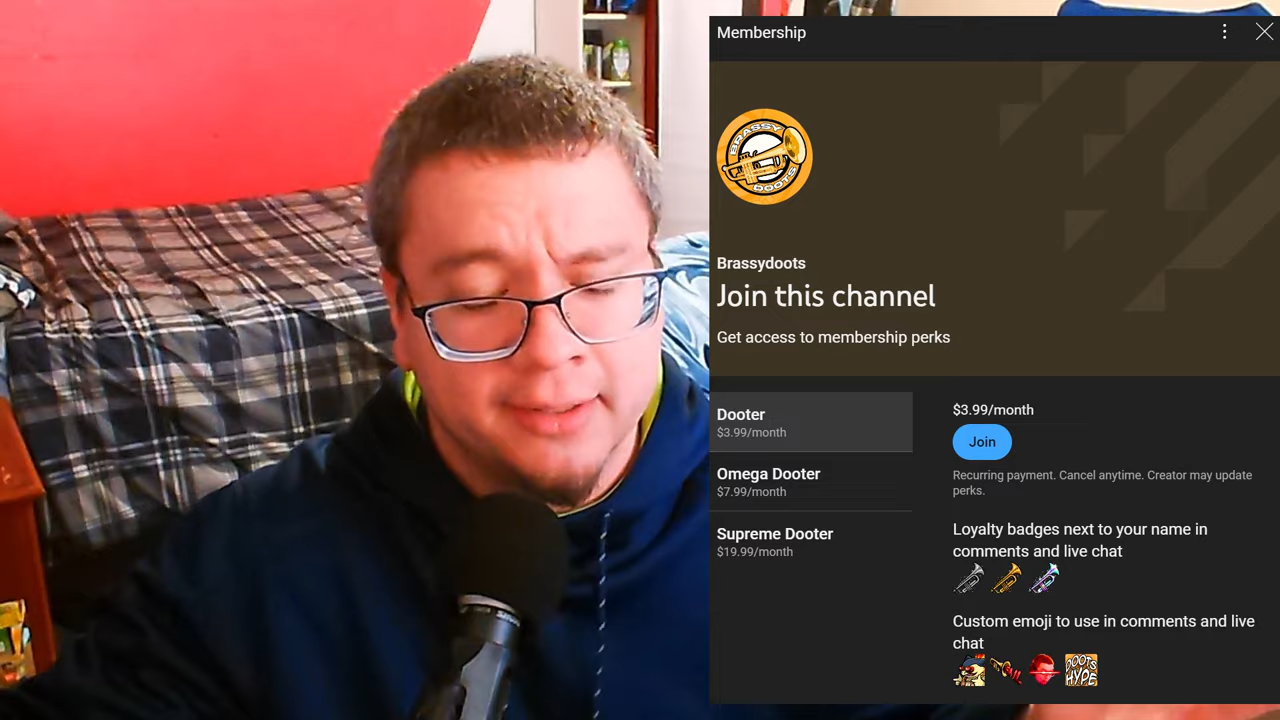 Membership
BRASSY
DOOTS
Brassydoots
Join this channel
Get access to membership perks
Dooter
$3.99/month
Omega Dooter
$7.99/month
Supreme Dooter
$19.99/month
$3.99/month
Join
Recurring payment. Cancel anytime. Creator may update
perks.
Loyalty badges next to your name in
comments and live chat
Custom emoji to use in comments and live
chat
DOOTS
HYPE